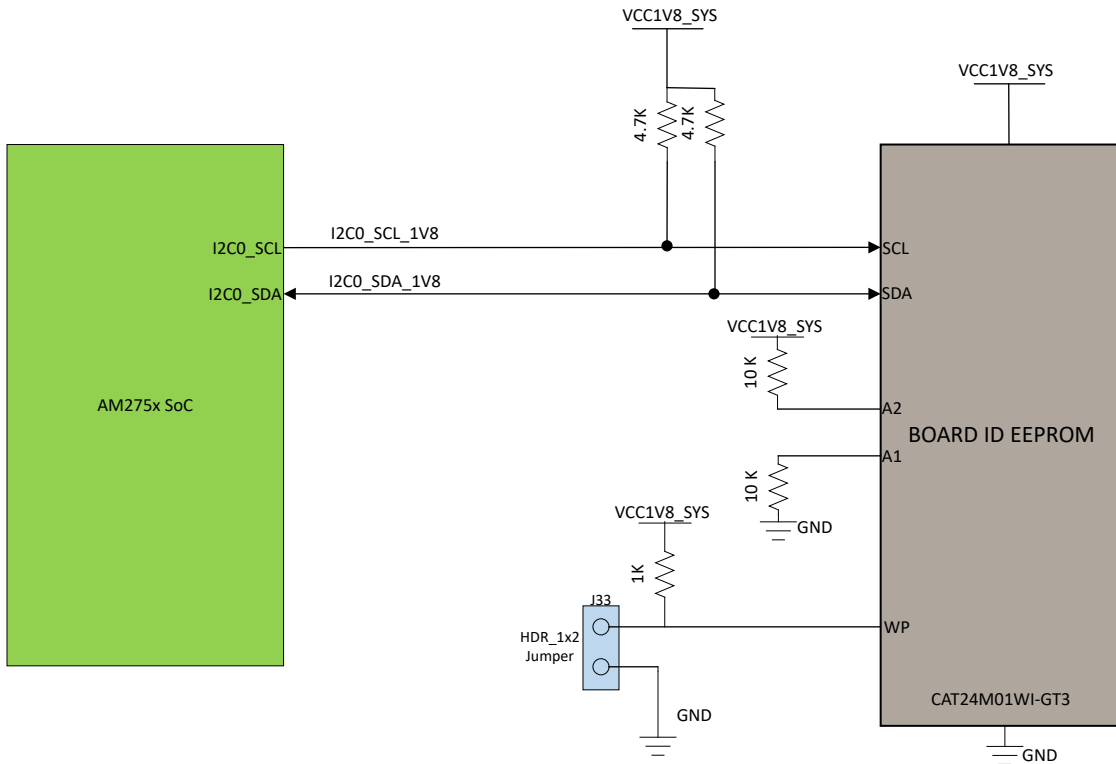 VCC1V8_SYS
VCC1V8_SYS
4.7K
4.7K
I2C0_SCL
I2C0_SCL_1V8
SCL
I2C0_SDA
I2C0_SDA_1V8
SDA
VCC1V8_SYS
10 K
AM275x SoC
A2
BOARD ID EEPROM
A1
10 K
VCC1V8_SYS
GND
1K
J33
HDR_1x2
Jumper
WP
CAT24M01WI-GT3
GND
GND